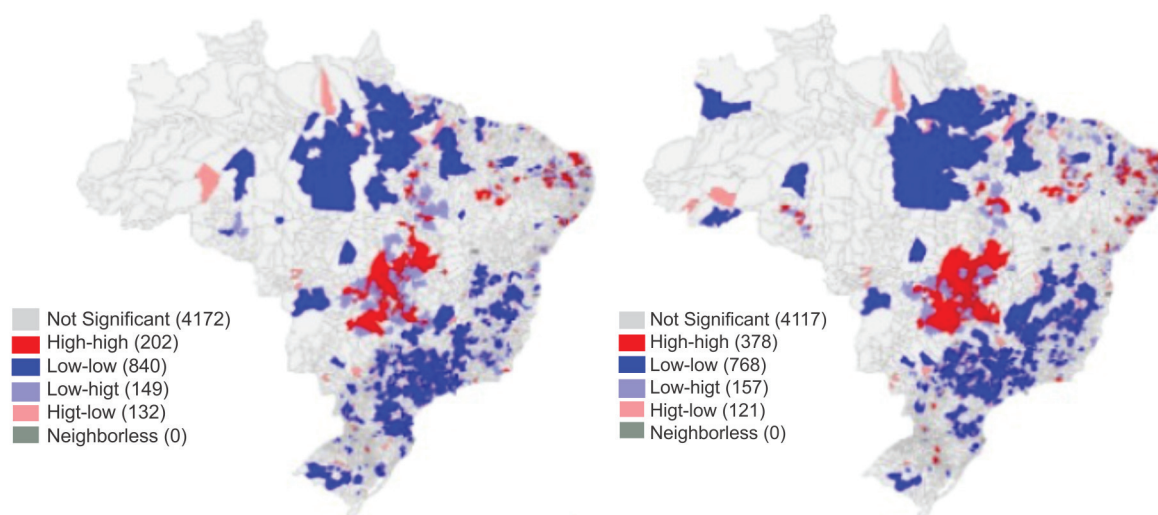 Not Significant (4172)
High-high (202)
Low-low (840)
Low-higt (149)
Higt-low (132)
Neighborless (0)
Not Significant (4117)
High-high (378)
Low-low (768)
Low-higt (157)
Higt-low (121)
Neighborless (0)